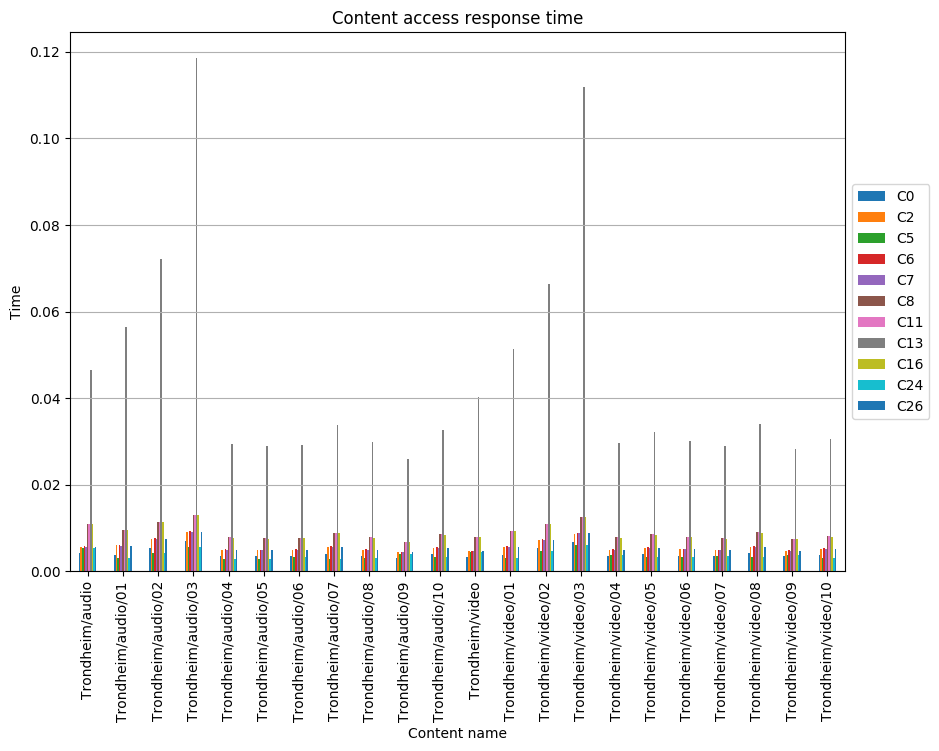 Content access response time
Time
0.12
0.10
0.08
0.06
0.04
0.02
0.00
Trondheim/audio
Trondheim/audio/01
Trondheim/audio/02
Trondheim/audio/03
Trondheim/audio/04
Trondheim/audio/05
Trondheim/audio/06
Trondheim/audio/07
Trondheim/audio/08
Trondheim/audio/09
Trondheim/audio/10
Trondheim/video
Trondheim/video/01
Trondheim/video/02
Trondheim/video/03
Trondheim/video/04
Trondheim/video/05
Trondheim/video/06
Trondheim/video/07
Trondheim/video/08
Trondheim/video/09
Trondheim/video/10
Content name
C0
C2
C5
C6
C7
C8
C11
C13
C16
C24
C26